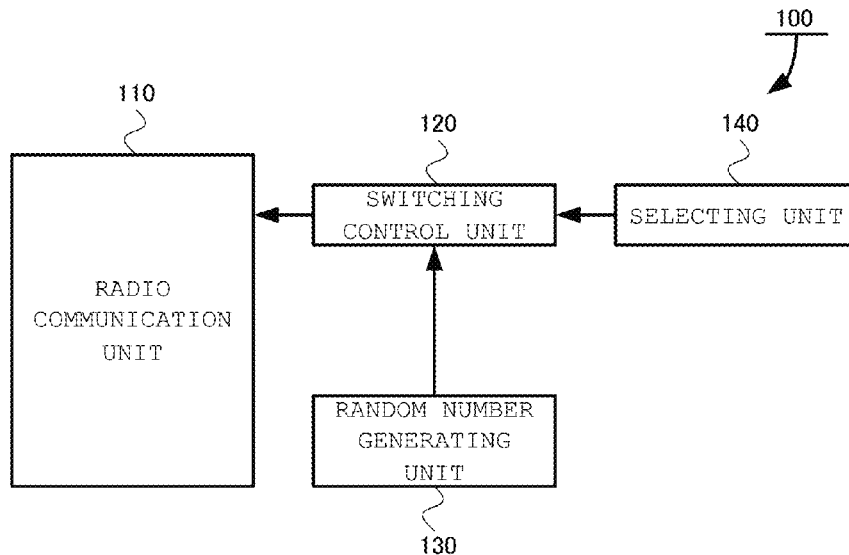 100
110
120
140
SWITCHING
CONTROL UNIT
SELECTING UNIT
RADIO
COMMUNICATION
UNIT
RANDOM NUMBER
GENERATING
UNIT
130